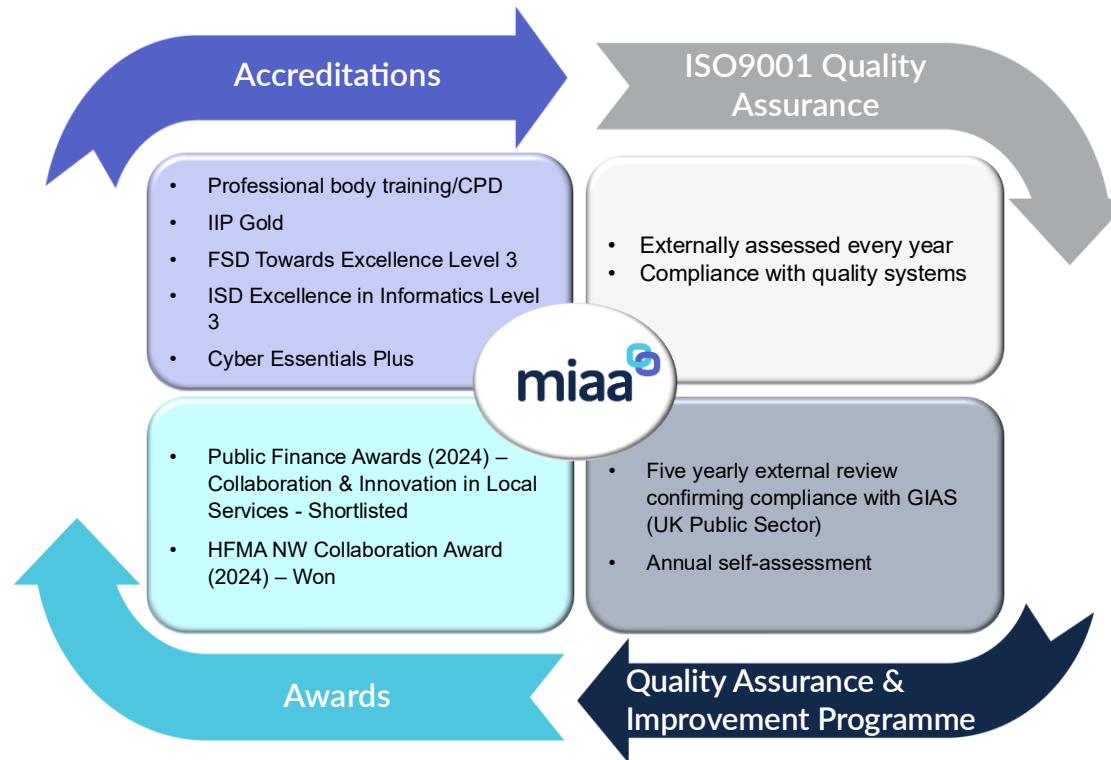 Accreditations
ISO9001 Quality
Assurance
• Professional body training/CPD
• IIP Gold
• FSD Towards Excellence Level 3
• ISD Excellence in Informatics Level
3
• Cyber Essentials Plus
• Externally assessed every year
• Compliance with quality systems
miaa
• Public Finance Awards (2024) –
Collaboration & Innovation in Local
Services - Shortlisted
• HFMA NW Collaboration Award
(2024) – Won
• Five yearly external review
confirming compliance with GIAS
(UK Public Sector)
• Annual self-assessment
Awards
Quality Assurance &
Improvement Programme